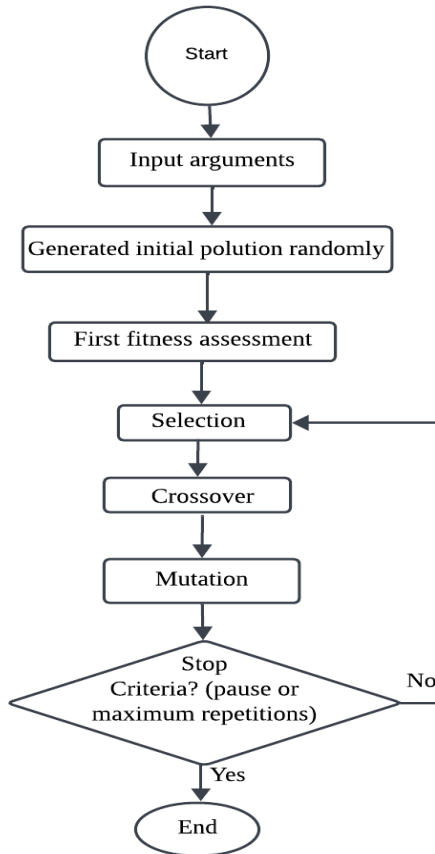 Start
Input arguments
Generated initial polution randomly
First fitness assessment
Selection
Crossover
Mutation
Stop
Criteria? (pause or
maximum repetitions)
No
Yes
End